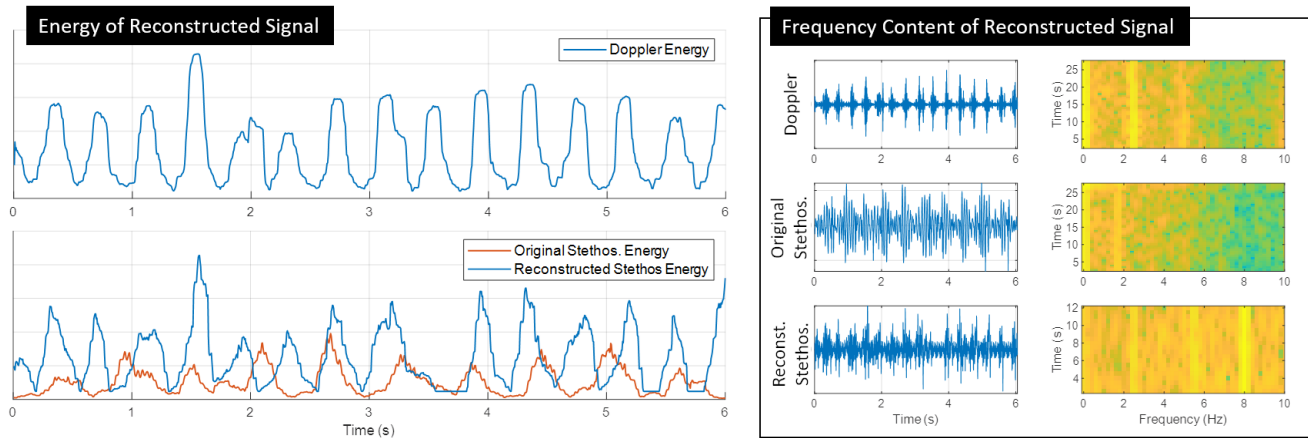 Energy of Reconstructed Signal
Doppler Energy
0 1 2 3 4 5 6
Original Stethos. Energy
Reconstructed Stethos Energy
0 1 2 3 4 5 6
Time (s)
Frequency Content of Reconstructed Signal
Doppler
0 2 4 6
Time (s)
25
20
15
10
5
0 2 4 6 8 10
Original
Stethos.
0 2 4 6
Time (s)
25
20
15
10
5
0 2 4 6 8 10
Reconst.
Stethos.
0 2 4 6
Time (s)
Time (s)
12
10
8
6
4
0 2 4 6 8 10
Frequency (Hz)